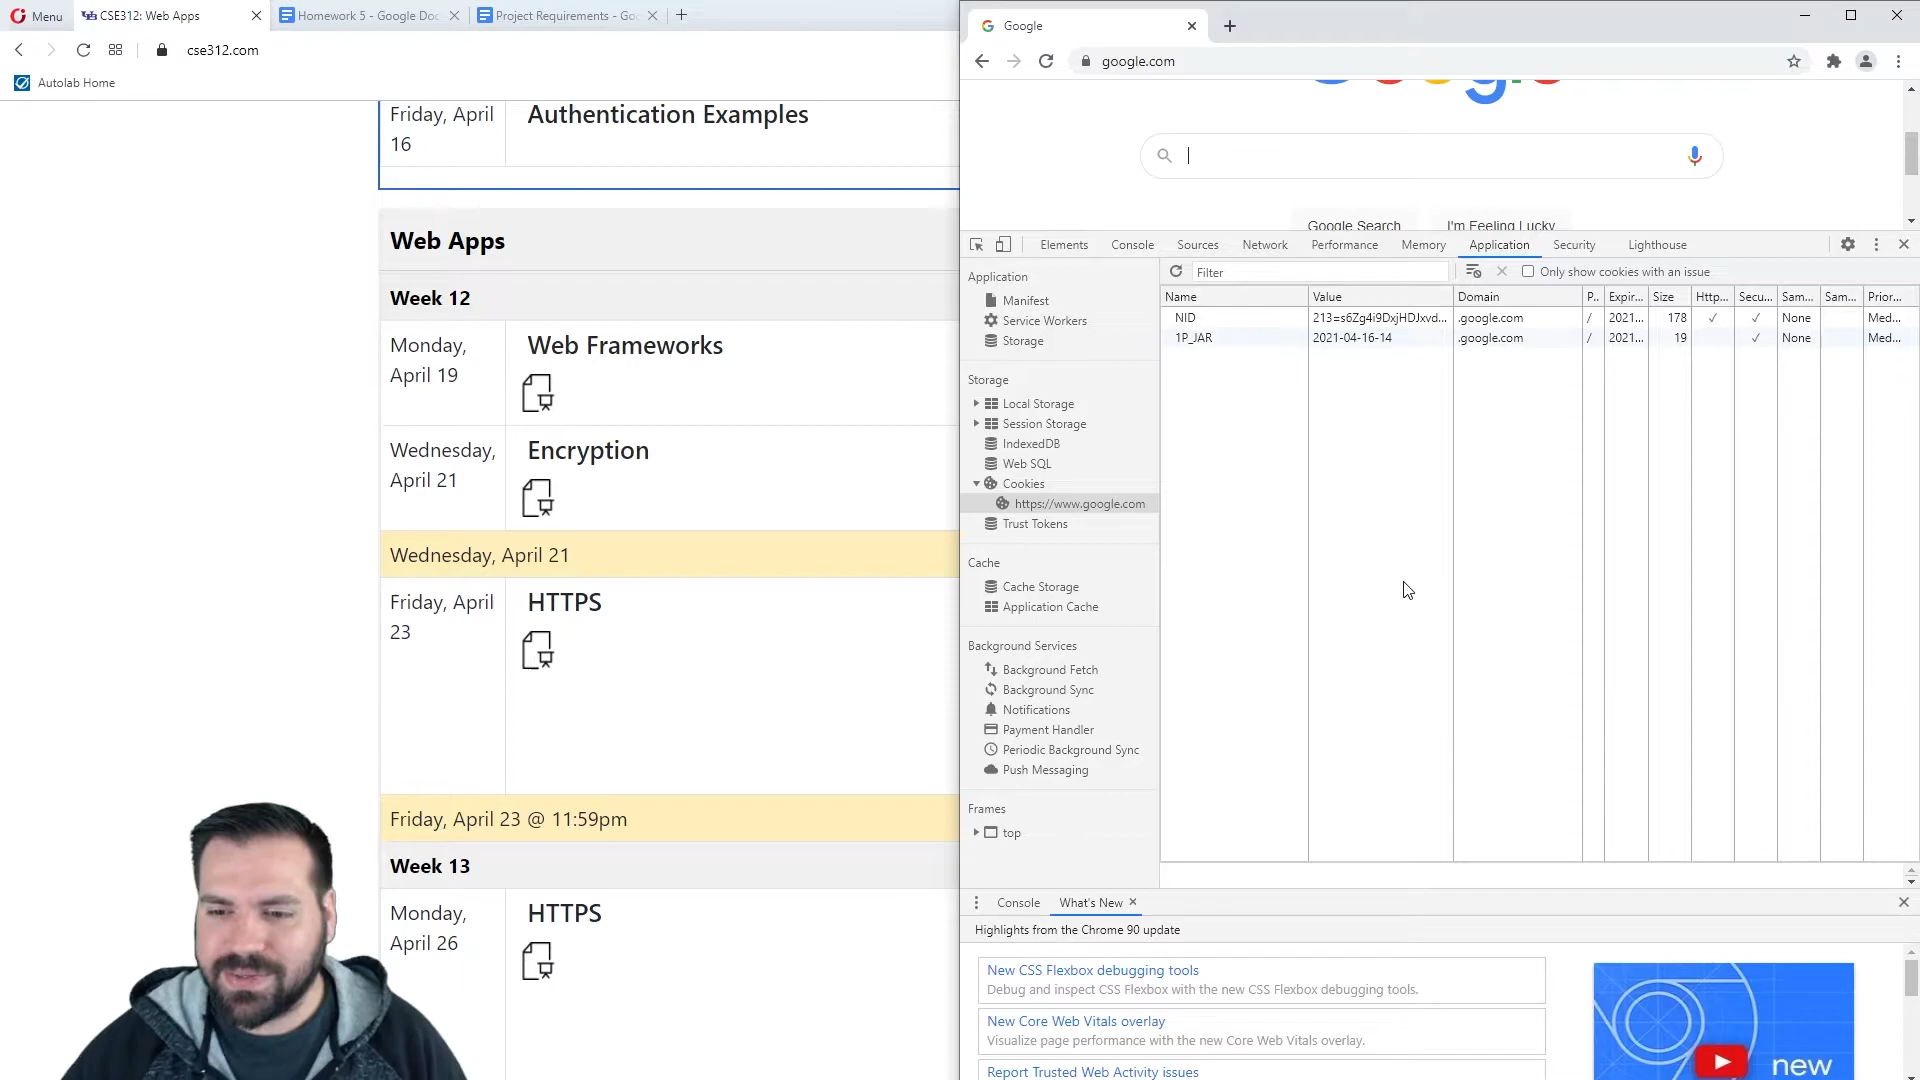 Menu
CSE312: Web Apps
Homework 5 - Google Doc
Project Requirements - Goo
cse312.com
Autolab Home
Friday, April 16
Authentication Examples
Web Apps
Week 12
Monday, April 19
Web Frameworks
Wednesday, April 21
Encryption
Wednesday, April 21
Friday, April 23
HTTPS
Friday, April 23 @ 11:59pm
Week 13
Monday, April 26
HTTPS
Google
google.com
Google Search
I'm Feeling Lucky
Elements Console Sources Network Performance Memory Application Security Lighthouse
Filter
Only show cookies with an issue
Application
Manifest
Service Workers
Storage
Storage
Local Storage
Session Storage
IndexedDB
Web SQL
Cookies
https://www.google.com
Trust Tokens
Cache
Cache Storage
Application Cache
Background Services
Background Fetch
Background Sync
Notifications
Payment Handler
Periodic Background Sync
Push Messaging
Frames
top
Name Value Domain P.. Expir... Size Http... Secu... Sam... Sam... Prior...
NID 213=s6Zg4i9DxjHDJxvd... .google.com / 2021... 178 ✓ ✓ None Med...
1P_JAR 2021-04-16-14 .google.com / 2021... 19 ✓ None Med...
Console
What's New
Highlights from the Chrome 90 update
New CSS Flexbox debugging tools
Debug and inspect CSS Flexbox with the new CSS Flexbox debugging tools.
New Core Web Vitals overlay
Visualize page performance with the new Core Web Vitals overlay.
Report Trusted Web Activity issues
new